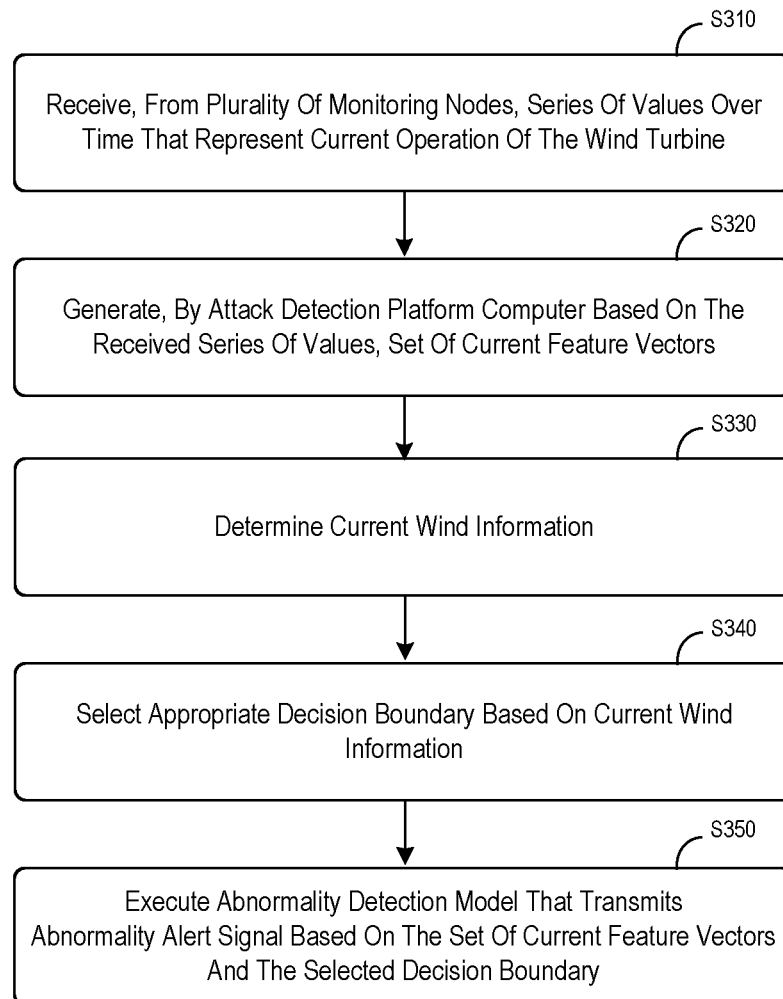 S310
Receive, From Plurality Of Monitoring Nodes, Series Of Values Over
Time That Represent Current Operation Of The Wind Turbine
S320
Generate, By Attack Detection Platform Computer Based On The
Received Series Of Values, Set Of Current Feature Vectors
S330
Determine Current Wind Information
S340
Select Appropriate Decision Boundary Based On Current Wind
Information
S350
Execute Abnormality Detection Model That Transmits
Abnormality Alert Signal Based On The Set Of Current Feature Vectors
And The Selected Decision Boundary